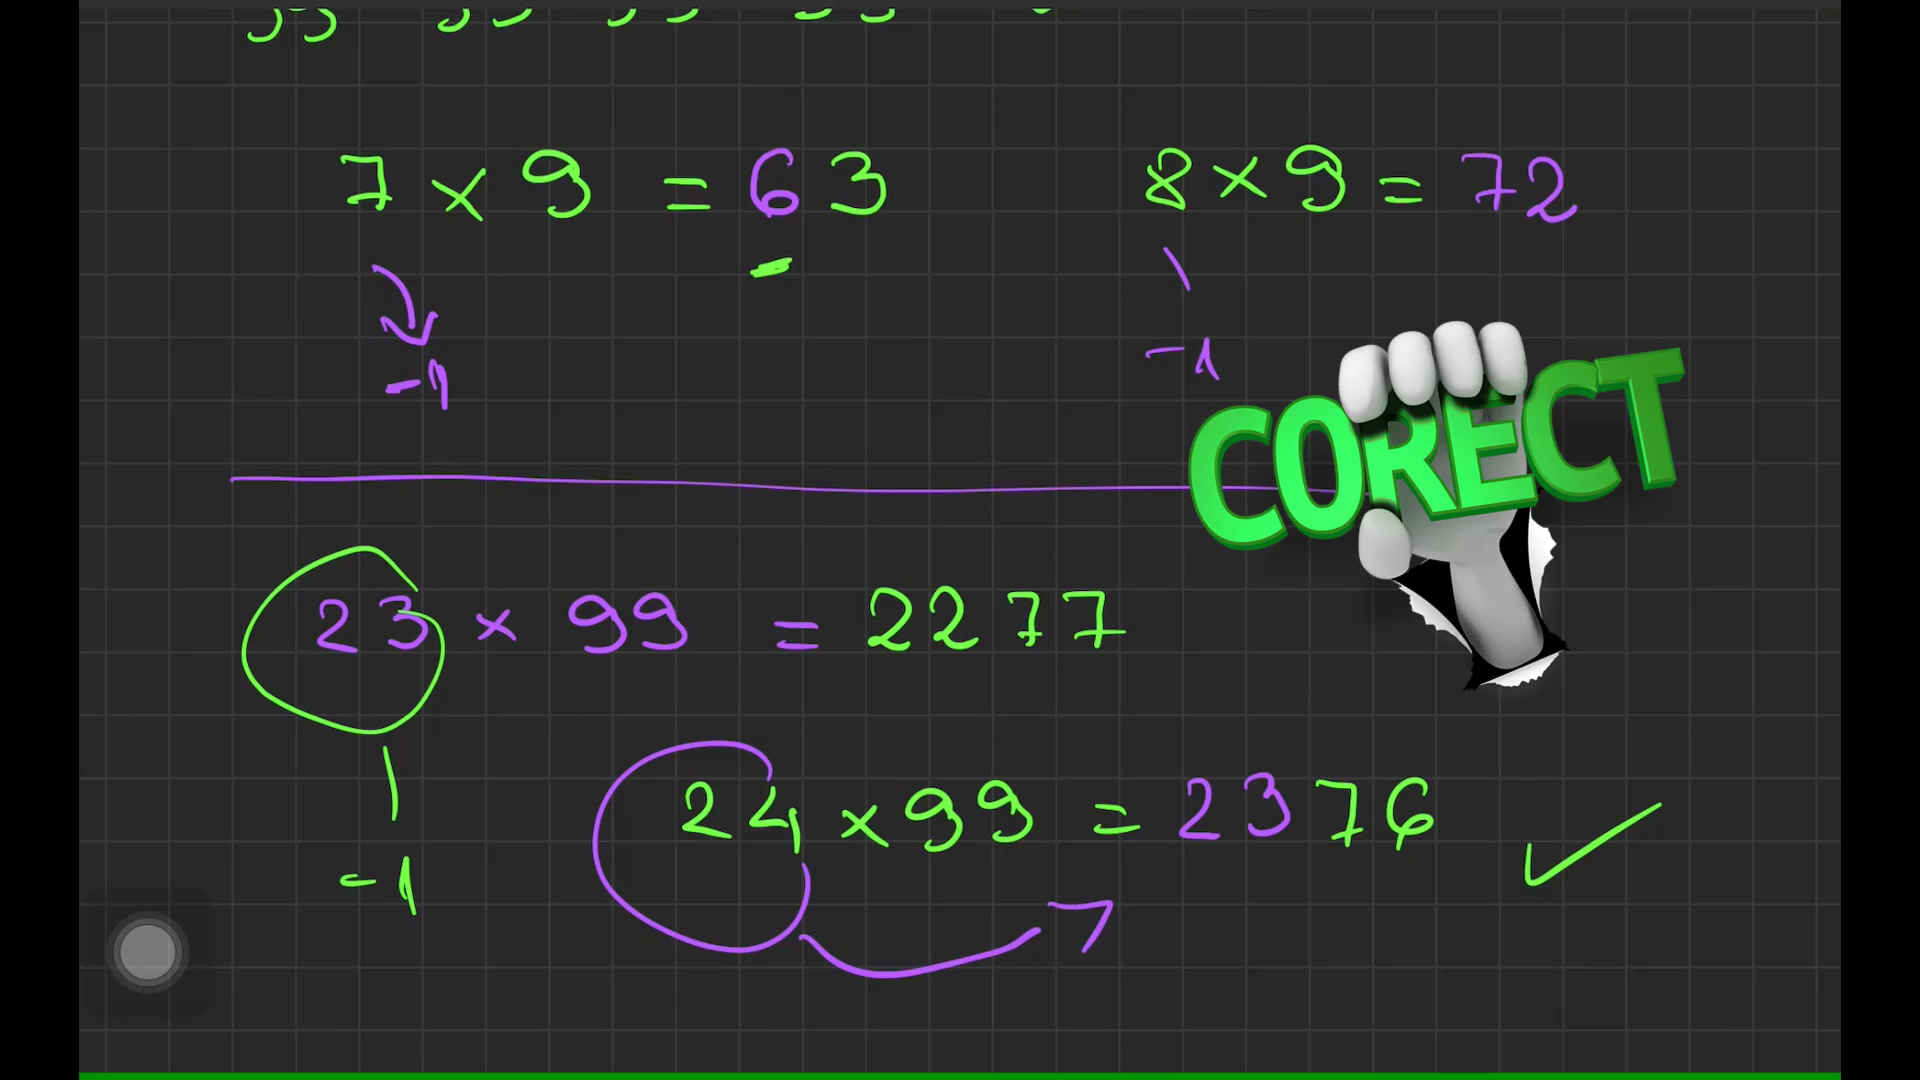 7 × 9 = 63
8 × 9 = 72
-1
-1
CORECT
23 × 99 = 2277
24 × 99 = 2376
-1